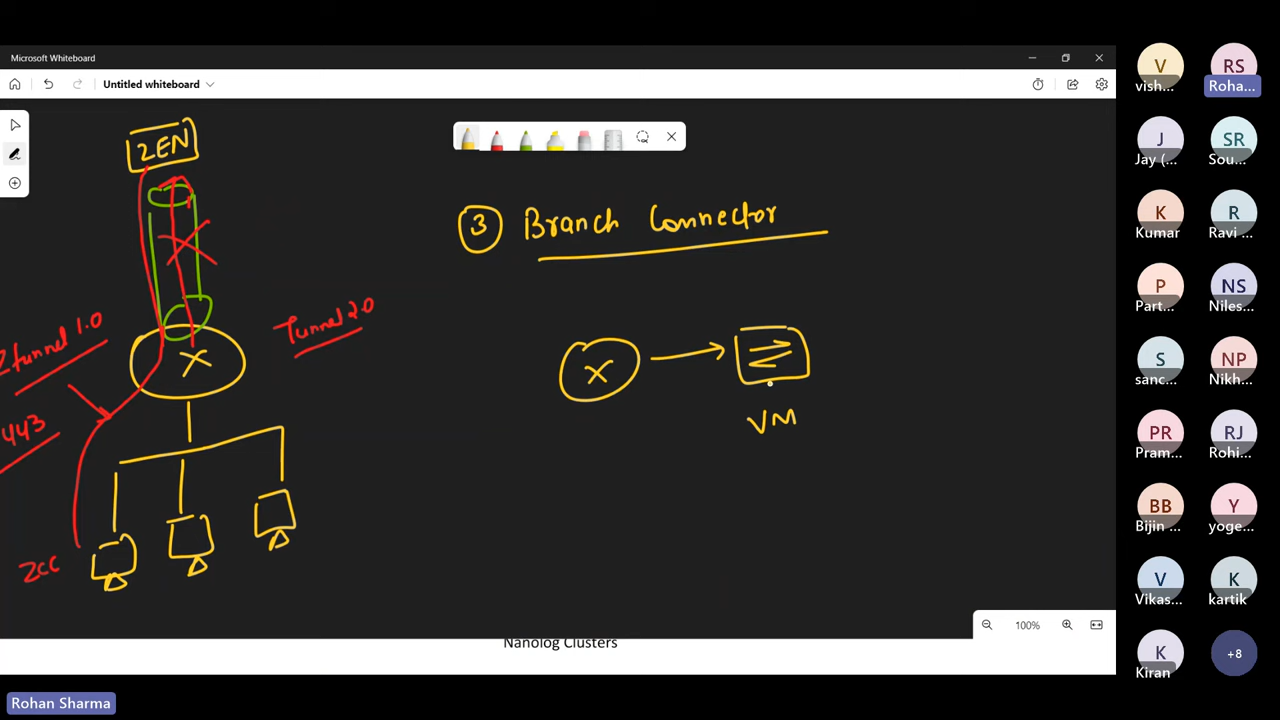 Microsoft Whiteboard
Untitled whiteboard
ZEN
Ztunnel 1.0
443
Tunnel 2.0
X
ZCC
3 Branch Connector
X
VM
100%
Nanolog Clusters
Rohan Sharma
V
vish...
RS
Roha...
J
Jay (...
SR
Sou...
K
Kumar
R
Ravi ...
P
Part...
NS
Niles...
S
sanc...
NP
Nikh...
PR
Pram...
RJ
Rohi...
BB
Bijin ...
Y
yoge...
V
Vikas...
K
kartik
K
Kiran
+8